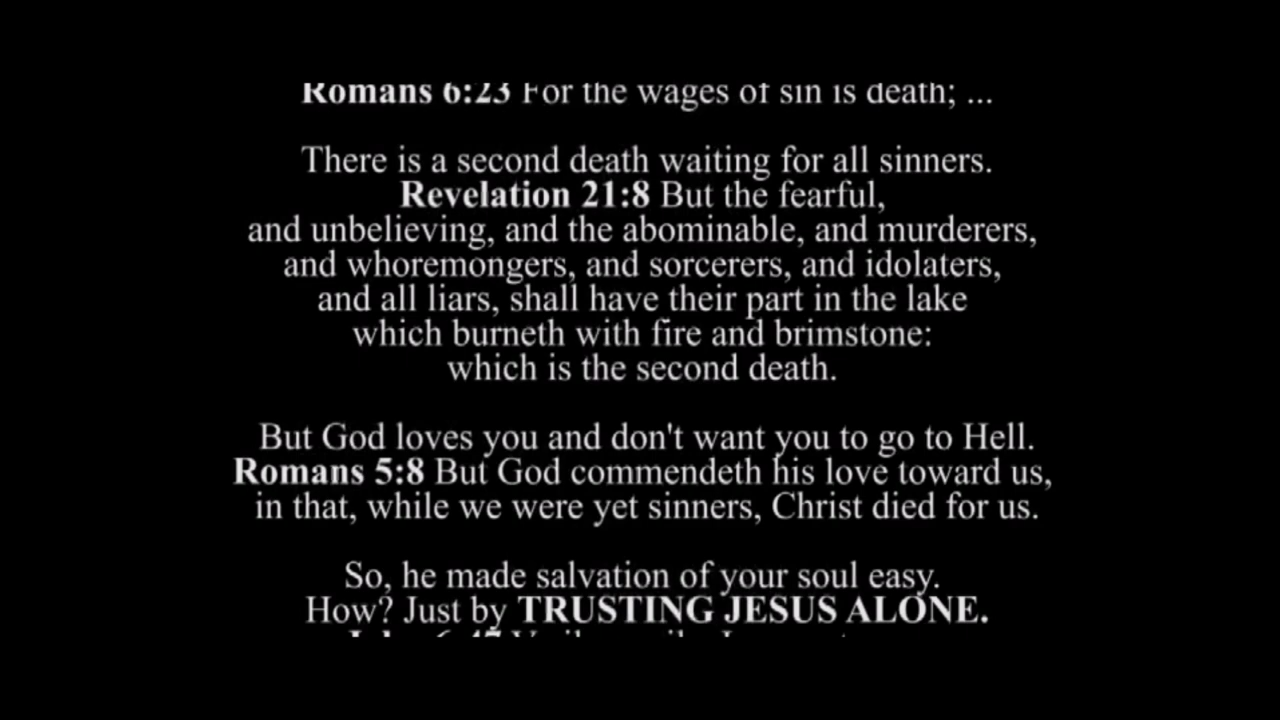 Romans 6:23 For the wages of sin is death; ...
There is a second death waiting for all sinners.
Revelation 21:8 But the fearful,
and unbelieving, and the abominable, and murderers,
and whoremongers, and sorcerers, and idolaters,
and all liars, shall have their part in the lake
which burneth with fire and brimstone:
which is the second death.
But God loves you and don't want you to go to Hell.
Romans 5:8 But God commendeth his love toward us,
in that, while we were yet sinners, Christ died for us.
So, he made salvation of your soul easy.
How? Just by TRUSTING JESUS ALONE.